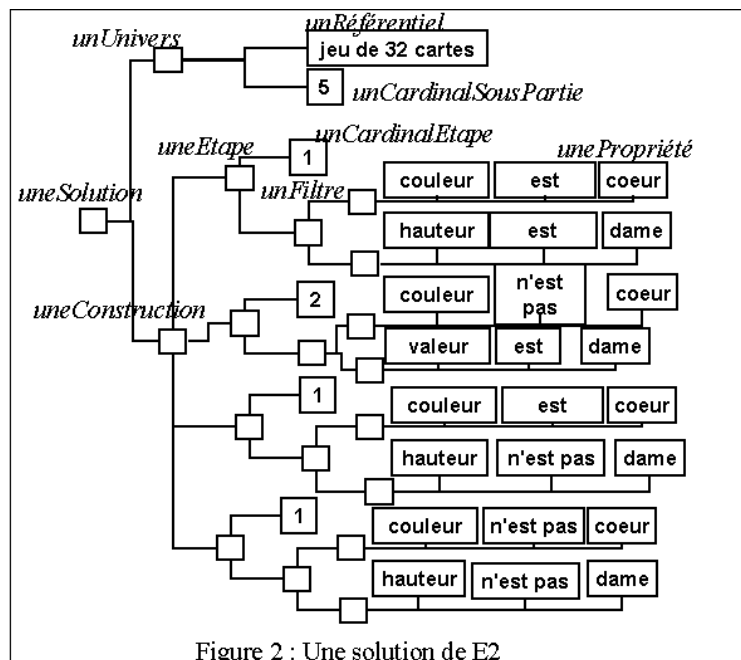 unRéférentiel
unUnivers
jeu de 32 cartes
5
unCardinalSousPartie
unCardinalEtape
uneEtape
1
unePropriété
couleur est coeur
unFiltre
uneSolution
hauteur est dame
uneConstruction
2
couleur n'est pas coeur
valeur est dame
1
couleur est coeur
hauteur n'est pas dame
1
couleur n'est pas coeur
hauteur n'est pas dame
Figure 2 : Une solution de E2